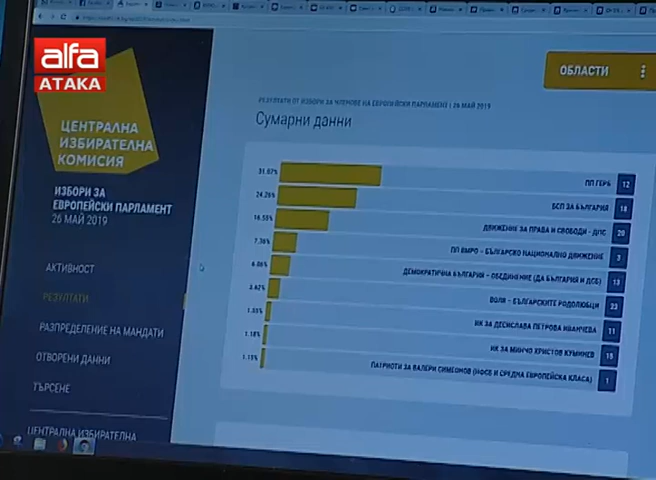 alfa
АТАКА
ЦЕНТРАЛНА
ИЗБИРАТЕЛНА
КОМИСИЯ
ИЗБОРИ ЗА
ЕВРОПЕЙСКИ ПАРЛАМЕНТ
26 МАЙ 2019
АКТИВНОСТ
РЕЗУЛТАТИ
РАЗПРЕДЕЛЕНИЕ НА МАНДАТИ
ОТВОРЕНИ ДАННИ
ТЪРСЕНЕ
ЦЕНТРАЛНА ИЗБИРАТЕЛНА
ОБЛАСТИ
РЕЗУЛТАТИ ОТ ИЗБОРИ ЗА ЧЛЕНОВЕ НА ЕВРОПЕЙСКИ ПАРЛАМЕНТ | 26 МАЙ 2019
Сумарни данни
31.07% ПП ГЕРБ 12
24.26% БСП ЗА БЪЛГАРИЯ 18
16.55% ДВИЖЕНИЕ ЗА ПРАВА И СВОБОДИ - ДПС 20
ПП ВМРО – БЪЛГАРСКО НАЦИОНАЛНО ДВИЖЕНИЕ 3
6.06% ДЕМОКРАТИЧНА БЪЛГАРИЯ – ОБЕДИНЕНИЕ (ДА БЪЛГАРИЯ И ДСБ) 13
3.62% ВОЛЯ – БЪЛГАРСКИТЕ РОДОЛЮБЦИ 23
ИК ЗА ДЕСИСЛАВА ПЕТРОВА ИВАНЧЕВА 11
1.18% ИК ЗА МИНЧО ХРИСТОВ КУМИНЕВ 15
1.15% ПАТРИОТИ ЗА ВАЛЕРИ СИМЕОНОВ (НФСБ И СРЕДНА ЕВРОПЕЙСКА КЛАСА) 1